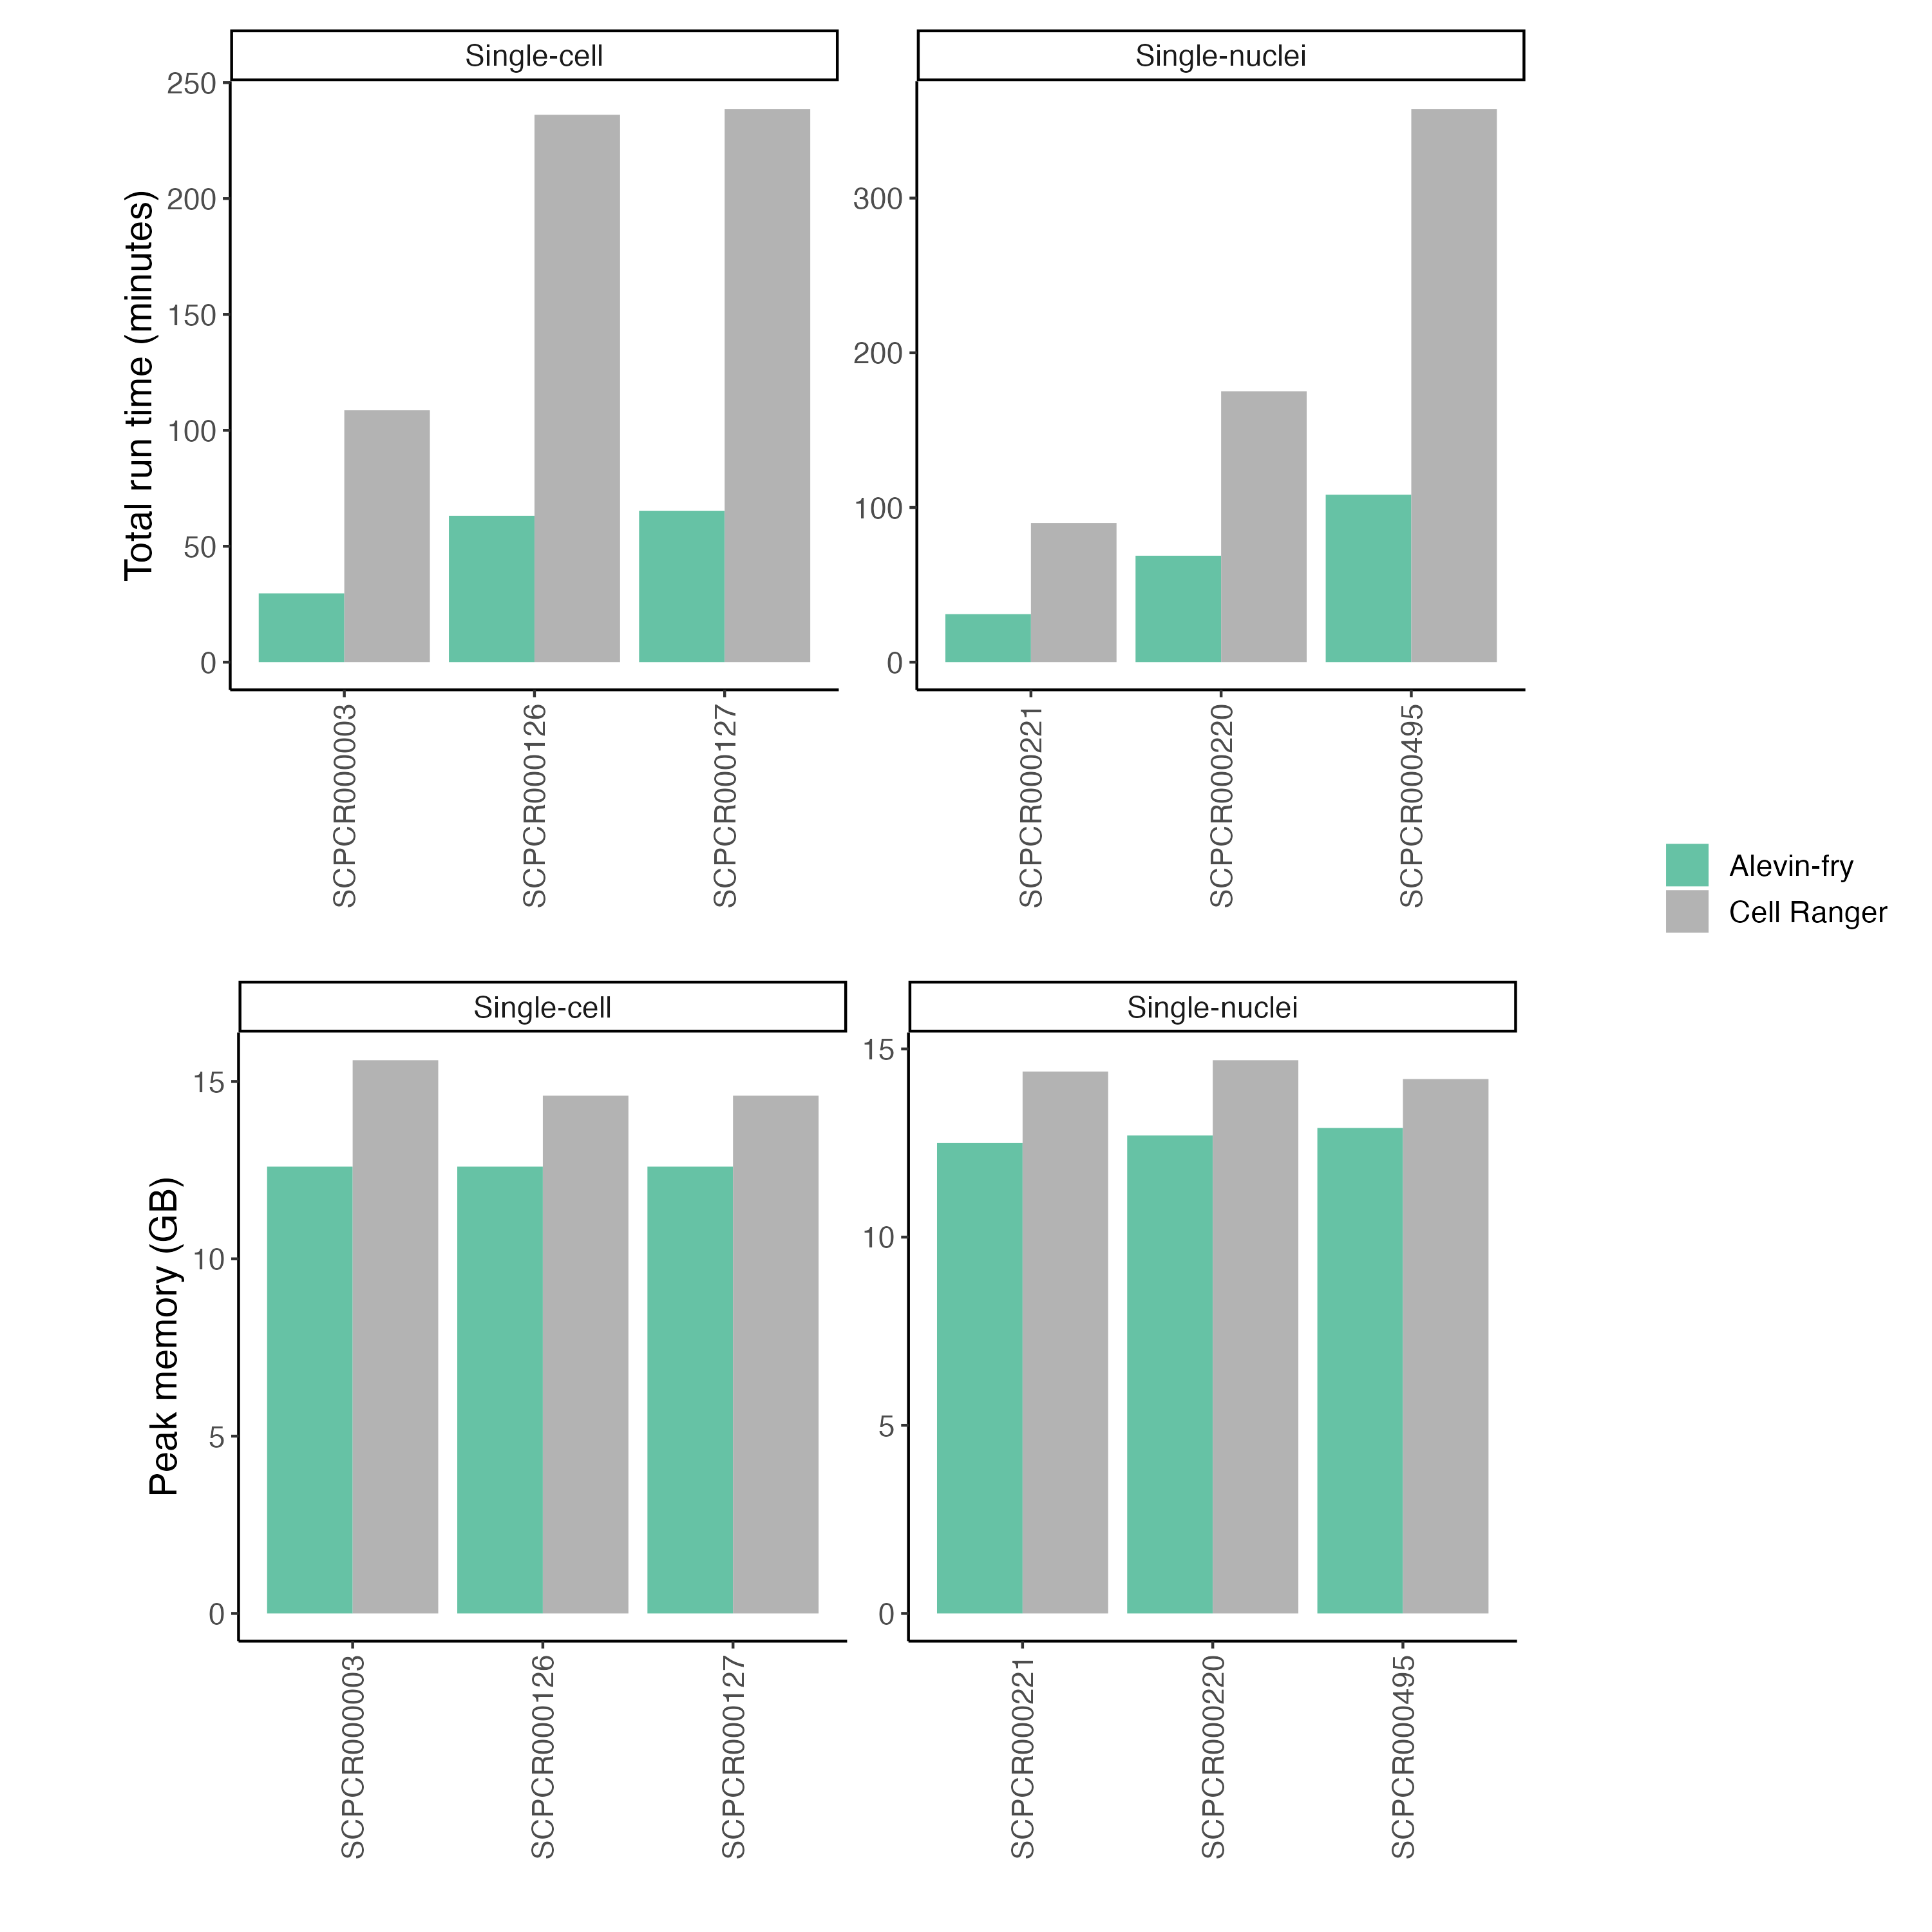 Single-cell
Single-nuclei
Total run time (minutes)
250
200
150
100
50
0
300
200
100
0
SCPCR000003
SCPCR000126
SCPCR000127
SCPCR000221
SCPCR000220
SCPCR000495
Alevin-fry
Cell Ranger
Single-cell
Single-nuclei
Peak memory (GB)
15
10
5
0
15
10
5
0
SCPCR000003
SCPCR000126
SCPCR000127
SCPCR000221
SCPCR000220
SCPCR000495